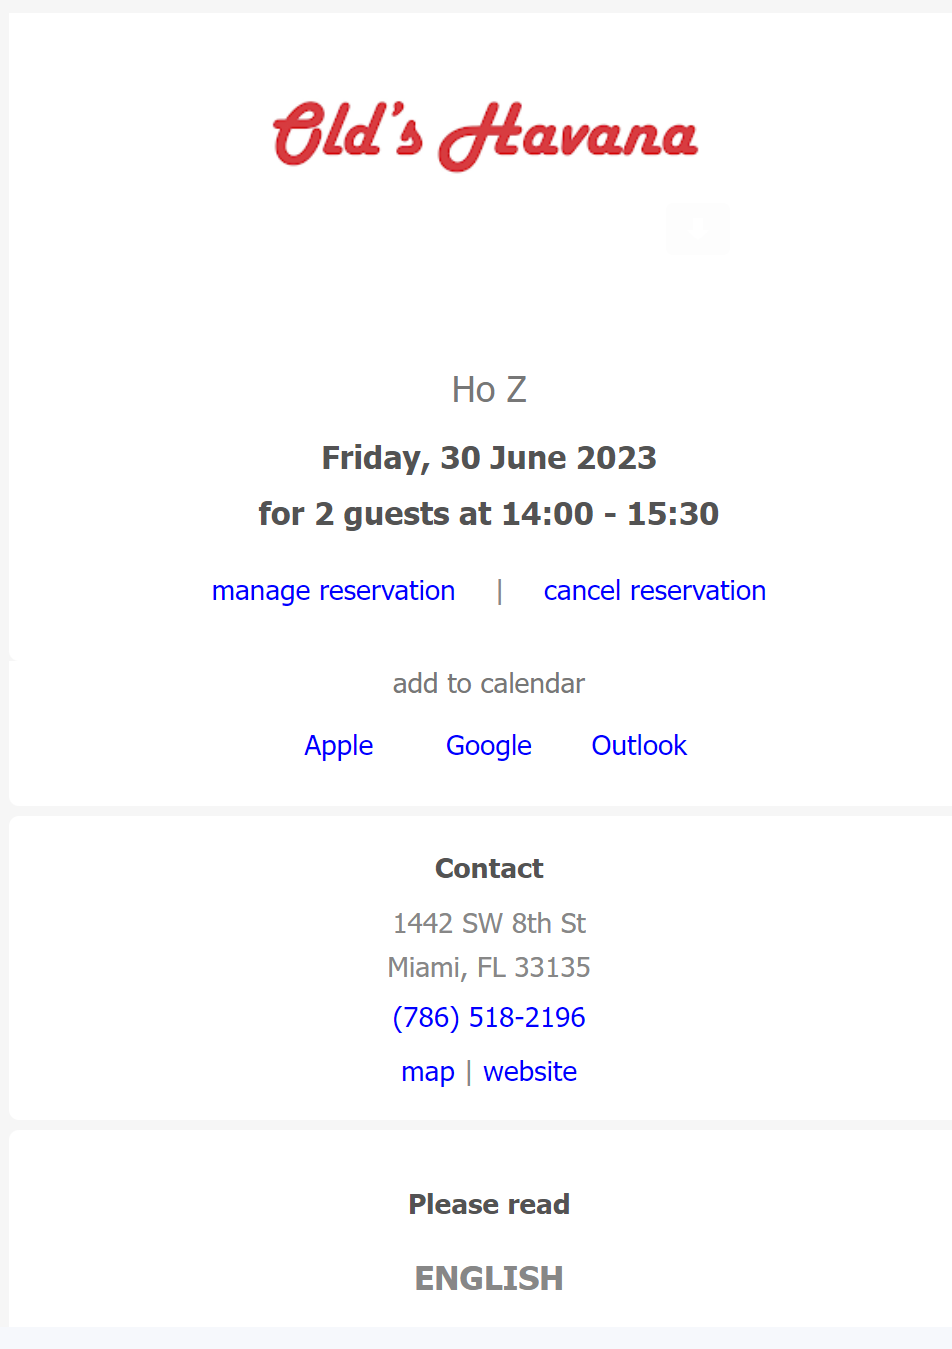 Old's Havana
Ho Z
Friday, 30 June 2023
for 2 guests at 14:00 - 15:30
manage reservation | cancel reservation
add to calendar
Apple Google Outlook
Contact
1442 SW 8th St
Miami, FL 33135
(786) 518-2196
map | website
Please read
ENGLISH